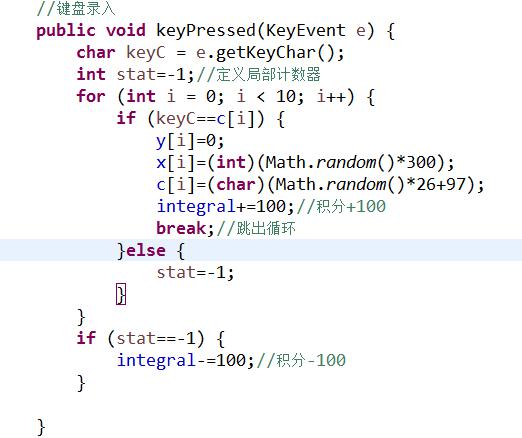 //键盘录入
public void keyPressed(KeyEvent e) {
    char keyC = e.getKeyChar();
    int stat=-1;//定义局部计数器
    for (int i = 0; i < 10; i++) {
        if (keyC==c[i]) {
            y[i]=0;
            x[i]=(int)(Math.random()*300);
            c[i]=(char)(Math.random()*26+97);
            integral+=100;//积分+100
            break;//跳出循环
        }else {
            stat=-1;
        }
    }
    if (stat==-1) {
        integral-=100;//积分-100
    }
}